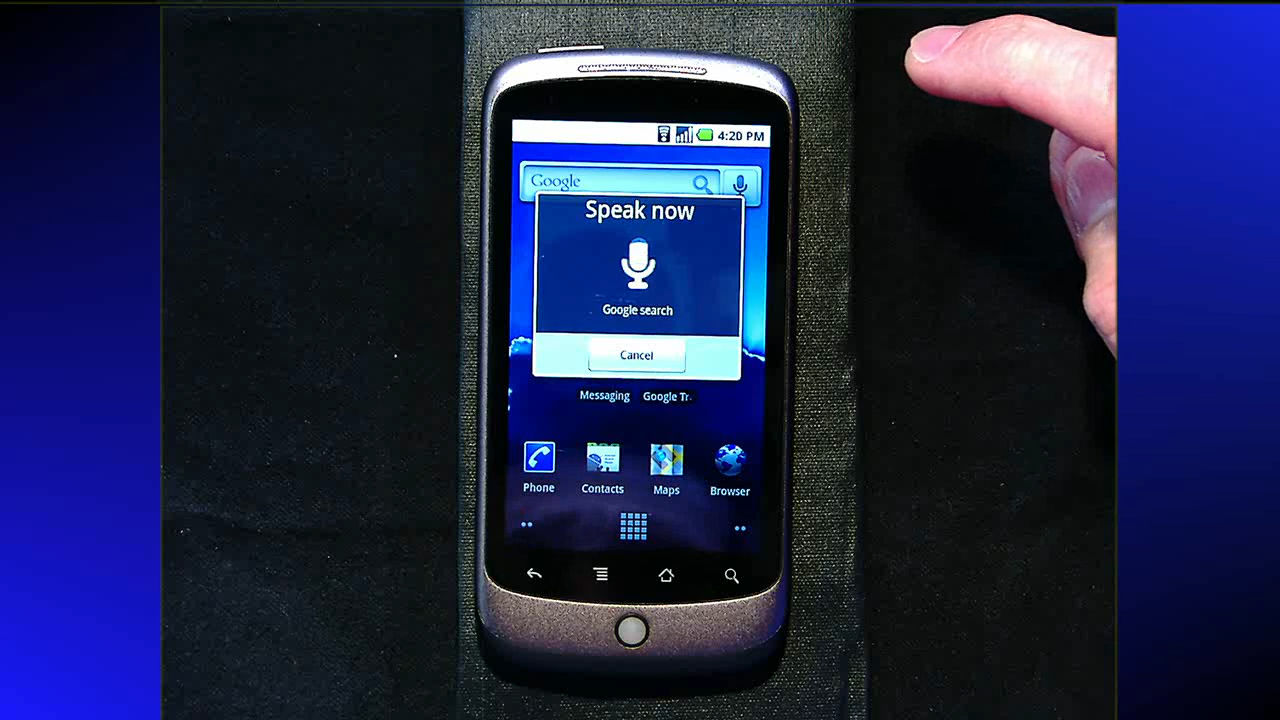 4:20 PM
Google
Speak now
Google search
Cancel
Messaging Google Tr
Phone Contacts Maps Browser